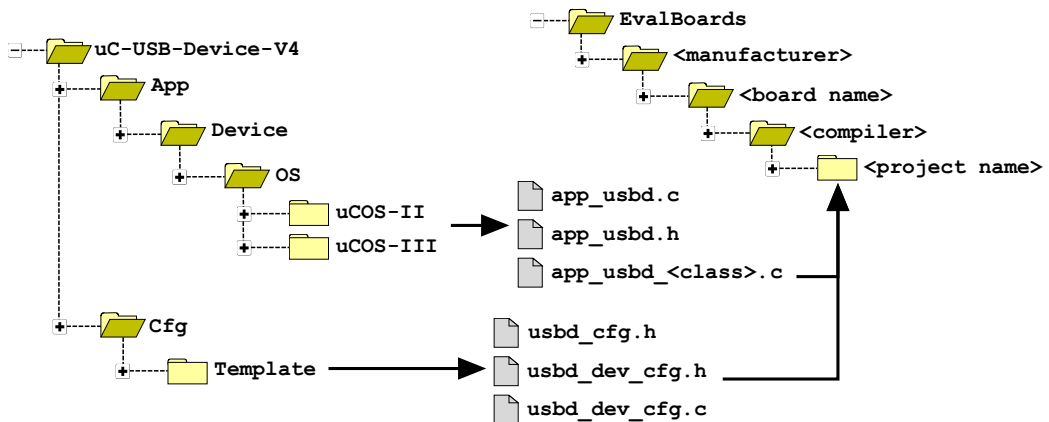 uC-USB-Device-V4
App
Device
OS
uCOS-II
uCOS-III
Cfg
Template
EvalBoards
<manufacturer>
<board name>
<compiler>
<project name>
app_usbd.c
app_usbd.h
app_usbd_<class>.c
usbd_cfg.h
usbd_dev_cfg.h
usbd_dev_cfg.c